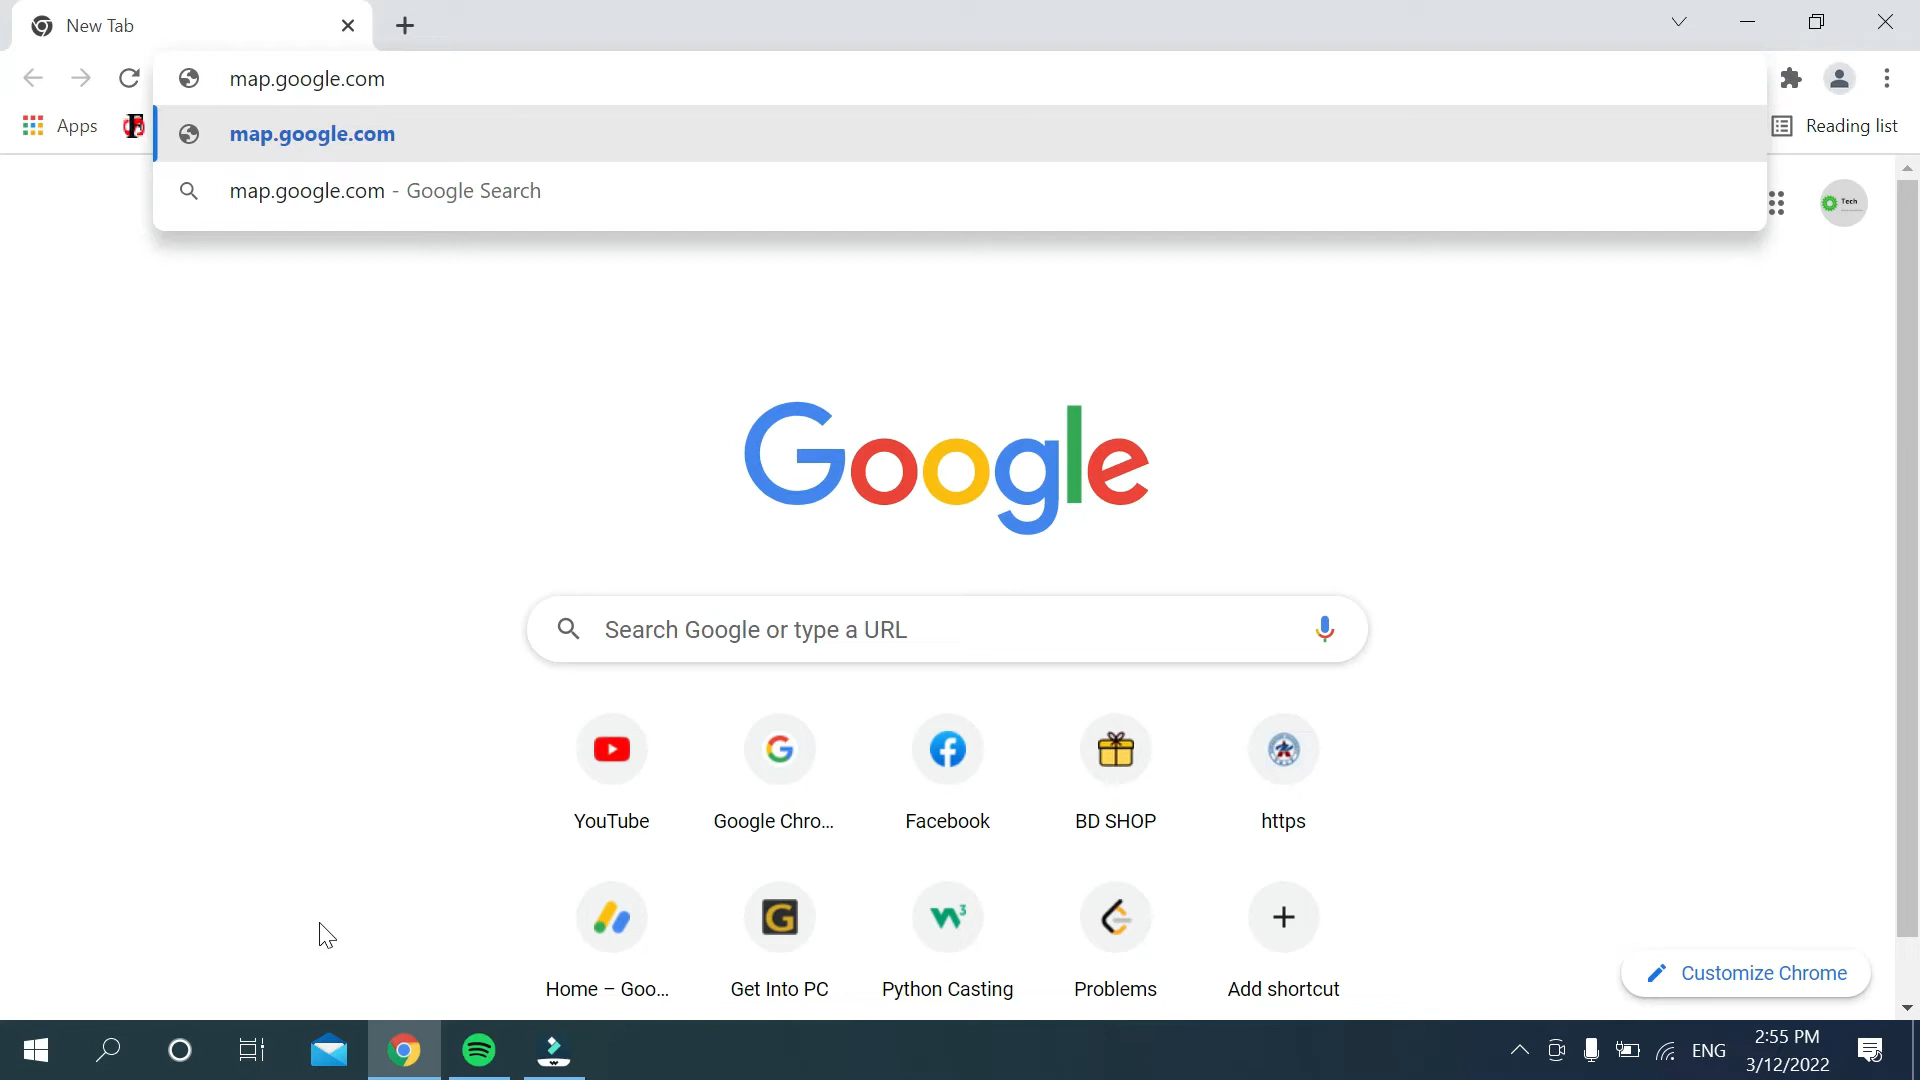 New Tab
map.google.com
map.google.com
map.google.com - Google Search
Apps
F
Reading list
Tech
Google
Search Google or type a URL
YouTube
Google Chro...
Facebook
BD SHOP
https
Home – Goo...
Get Into PC
Python Casting
Problems
Add shortcut
Customize Chrome
ENG
2:55 PM
3/12/2022